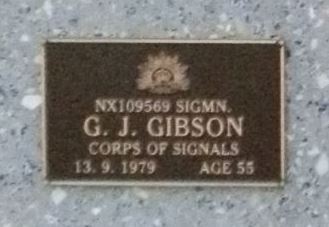 NX109569 SIGMN.
G. J. GIBSON
CORPS OF SIGNALS
13. 9. 1979 AGE 55